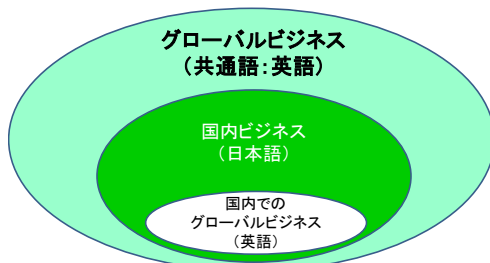 グローバルビジネス
（共通語：英語）
国内ビジネス
（日本語）
国内での
グローバルビジネス
（英語）